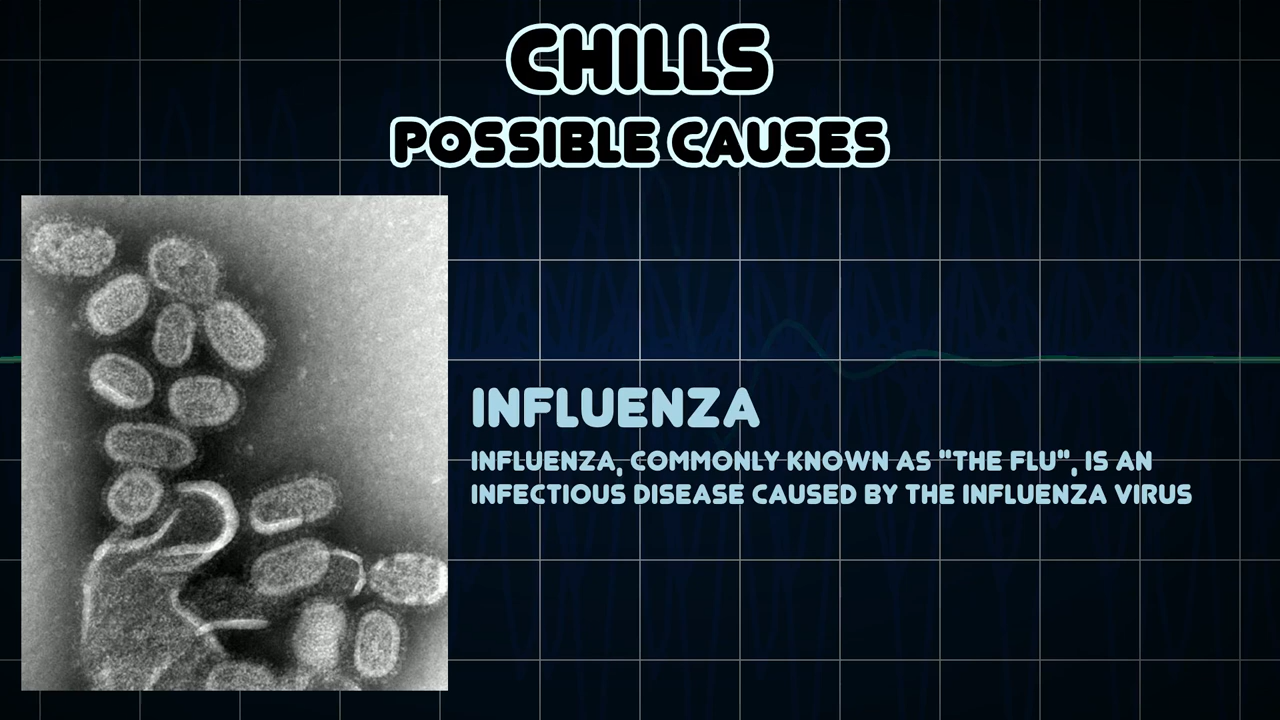 CHILLS
POSSIBLE CAUSES
INFLUENZA
INFLUENZA, COMMONLY KNOWN AS "THE FLU", IS AN
INFECTIOUS DISEASE CAUSED BY THE INFLUENZA VIRUS